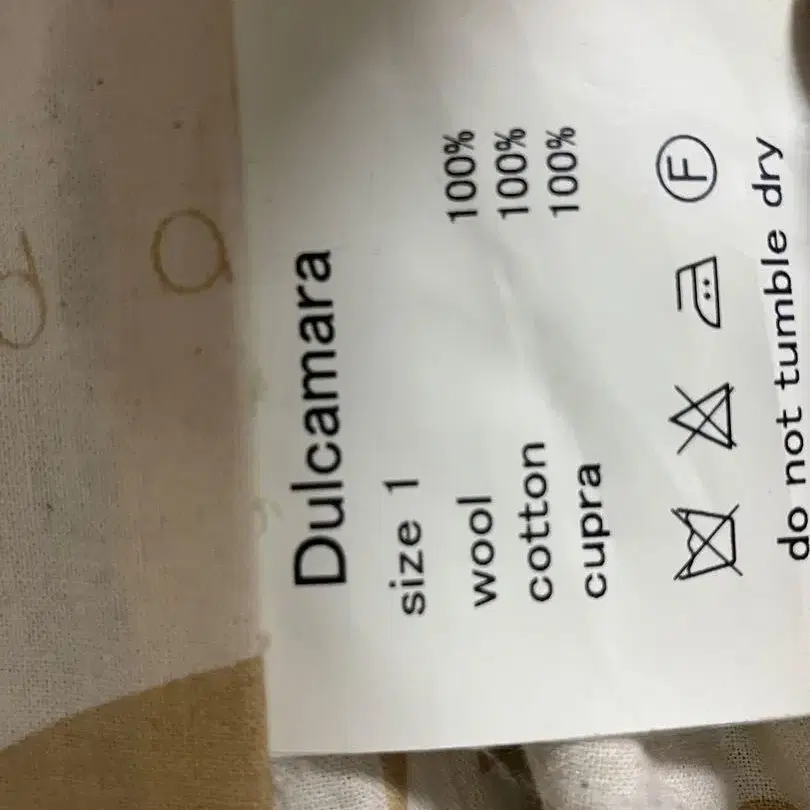 Dulcamara
size 1
wool 100%
cotton 100%
cupra 100%
F
do not tumble dry